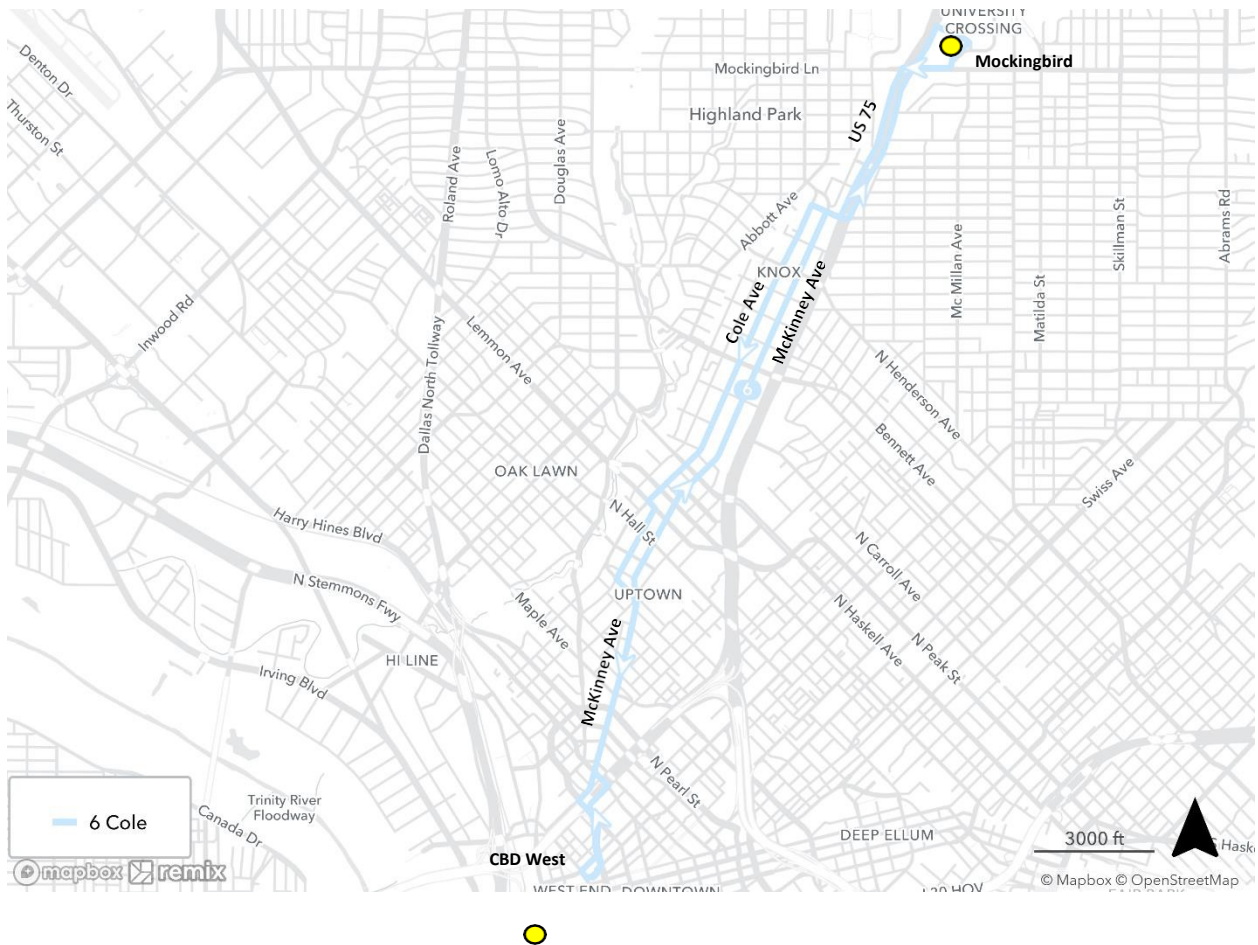 UNIVERSITY
CROSSING
Mockingbird
Mockingbird Ln
Denton Dr
Thurston St
Highland Park
US 75
Roland Ave
Lomo Alto Dr
Douglas Ave
Abbott Ave
Mc Millan Ave
Skillman St
Abrams Rd
Matilda St
KNOX
Cole Ave
McKinney Ave
Inwood Rd
Lemmon Ave
Dallas North Tollway
6
N Henderson Ave
Bennett Ave
Swiss Ave
OAK LAWN
N Hall St
Harry Hines Blvd
N Stemmons Fwy
N Carroll Ave
N Haskell Ave
N Peak St
UPTOWN
Maple Ave
McKinney Ave
HI LINE
Irving Blvd
N Pearl St
6 Cole
Trinity River
Floodway
Canada Dr
DEEP ELLUM
3000 ft
CBD West
mapbox remix
© Mapbox © OpenStreetMap
WEST END DOWNTOWN